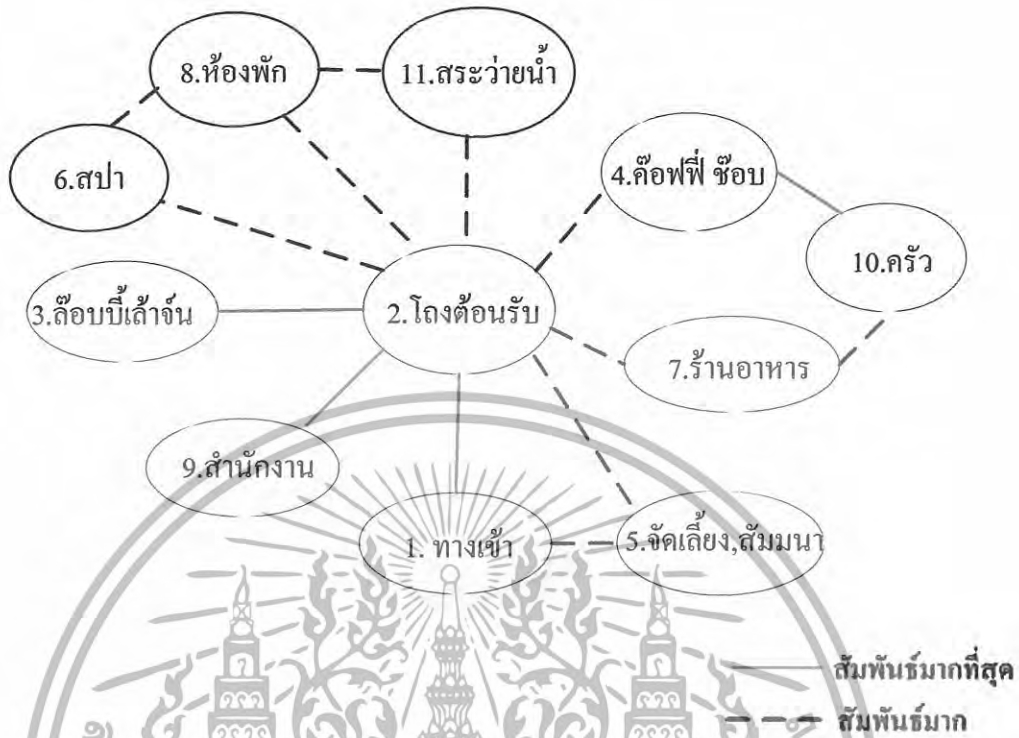 8.ห้องพัก
11.สระว่ายน้ำ
6.สปา
4.ค๊อฟฟี่ ช๊อบ
10.ครัว
3.ล๊อบบี้เล้าจ์น
2.โถงต้อนรับ
7.ร้านอาหาร
9.สำนักงาน
1. ทางเข้า
5.จัดเลี้ยง,สัมมนา
สัมพันธ์มากที่สุด
สัมพันธ์มาก